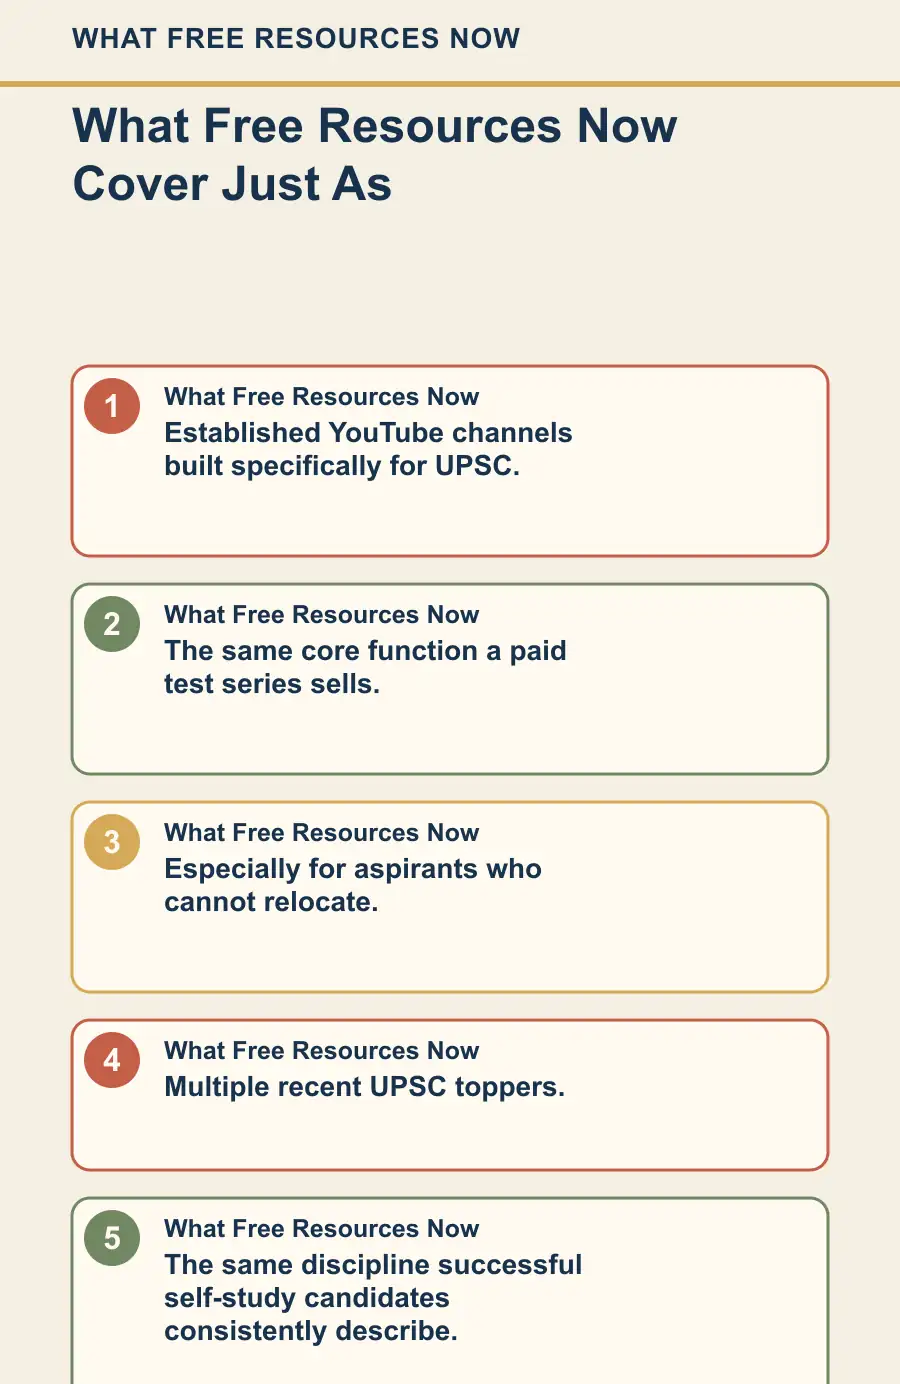 WHAT FREE RESOURCES NOW
What Free Resources Now
Cover Just As
1
What Free Resources Now
Established YouTube channels
built specifically for UPSC.
2
What Free Resources Now
The same core function a paid
test series sells.
3
What Free Resources Now
Especially for aspirants who
cannot relocate.
4
What Free Resources Now
Multiple recent UPSC toppers.
5
What Free Resources Now
The same discipline successful
self-study candidates
consistently describe.